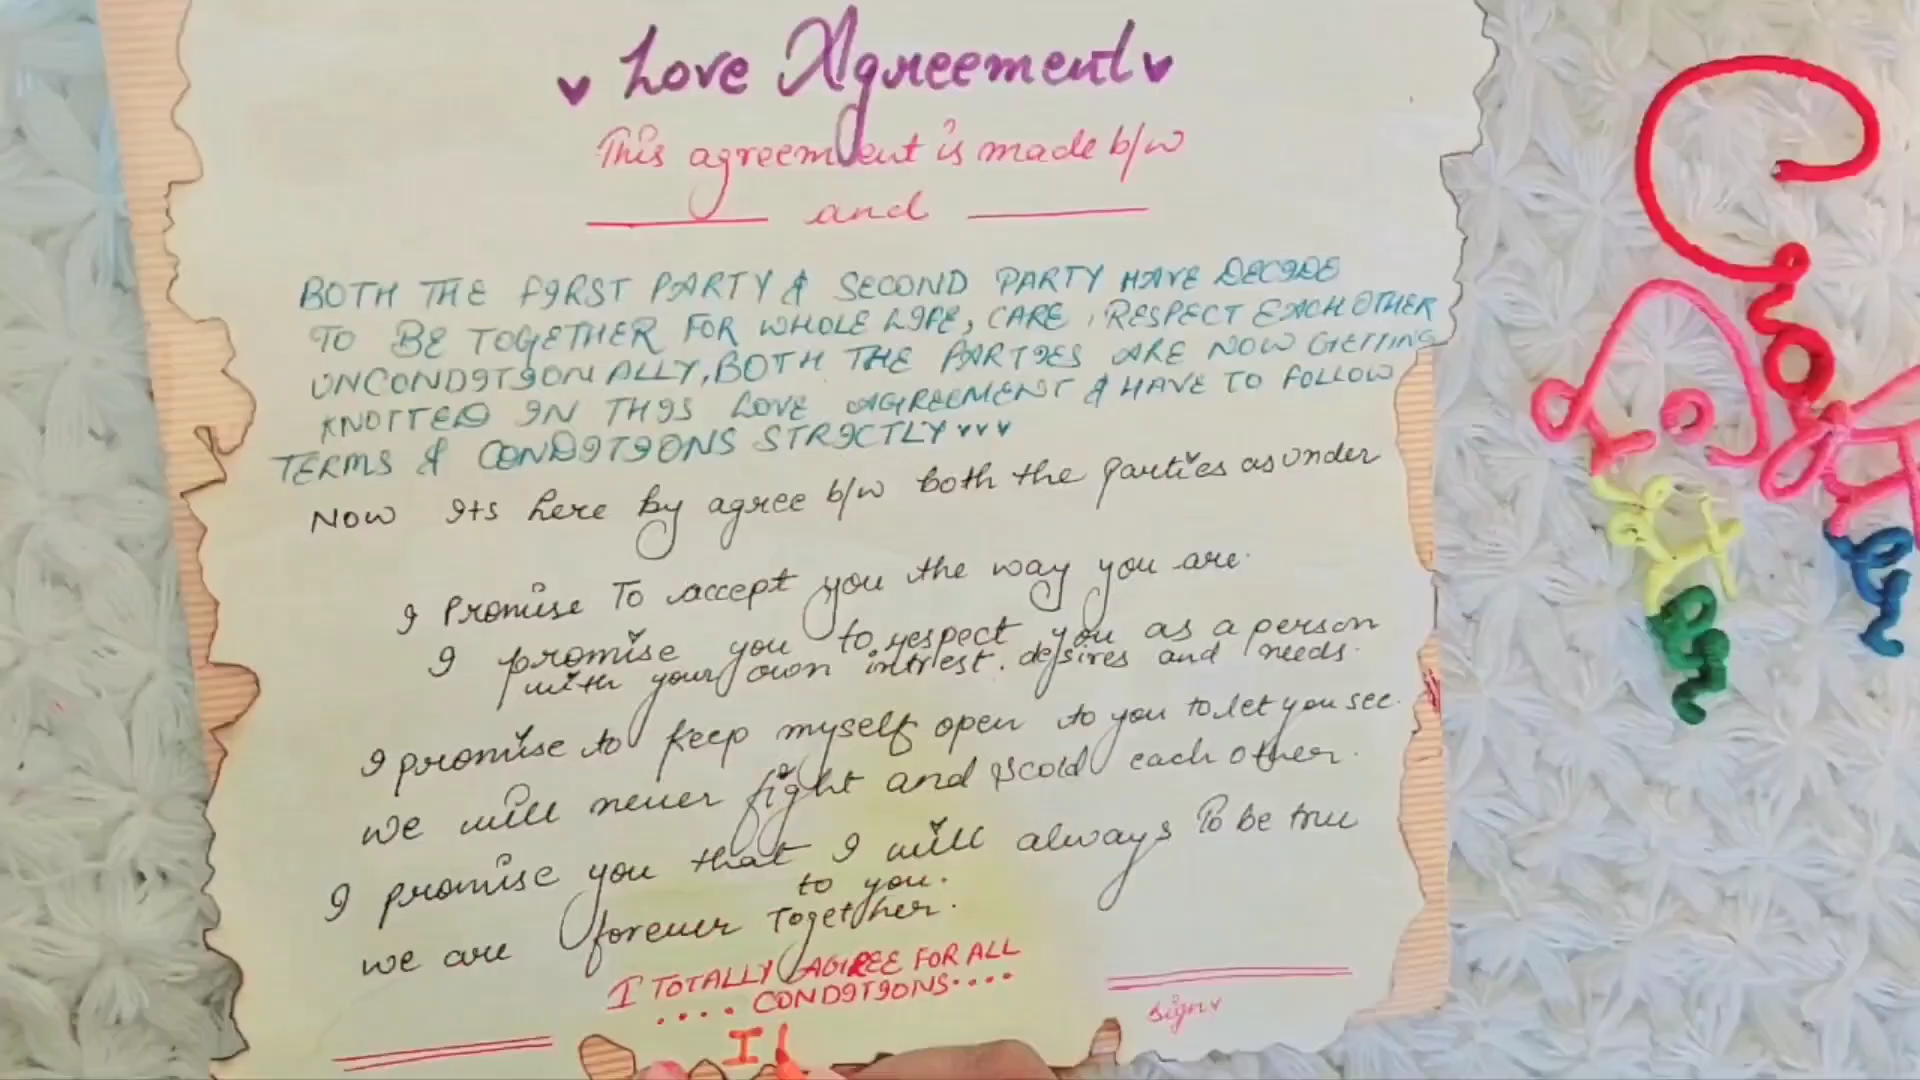 Love Agreement
This agreement is made b/w
and
BOTH THE FIRST PARTY & SECOND PARTY HAVE DECIDE
TO BE TOGETHER FOR WHOLE LIFE, CARE, RESPECT EACH OTHER
UNCONDITIONALLY, BOTH THE PARTIES ARE NOW GETTING
KNOTTED IN THIS LOVE AGREEMENT & HAVE TO FOLLOW
TERMS & CONDITIONS STRICTLY
Now Its here by agree b/w both the parties as under
I Promise To accept you the way you are.
I promise you to respect you as a person
with your own intrest, desires and needs.
I promise to keep myself open to you to let you see.
we will never fight and scold each other.
I promise you that I will always To be true
to you.
we are forever Together.
I TOTALLY AGREE FOR ALL
.... CONDITIONS....
sign
I